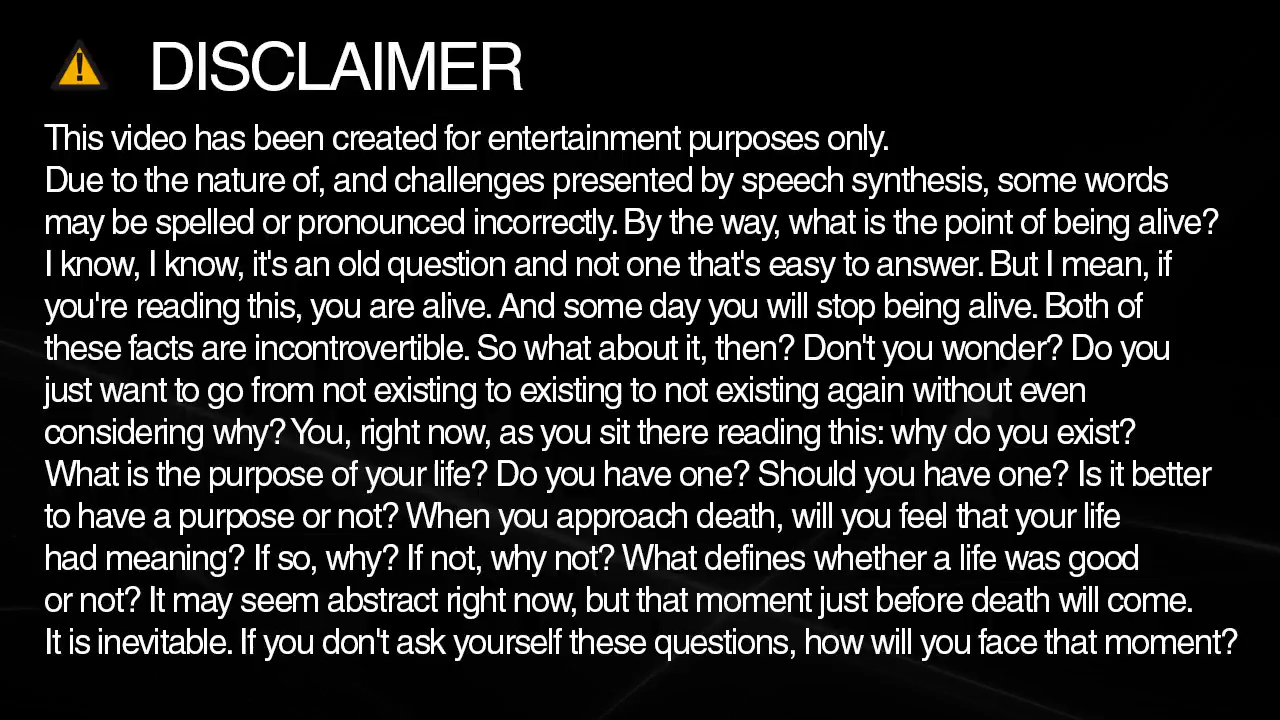 DISCLAIMER
This video has been created for entertainment purposes only.
Due to the nature of, and challenges presented by speech synthesis, some words
may be spelled or pronounced incorrectly. By the way, what is the point of being alive?
I know, I know, it's an old question and not one that's easy to answer. But I mean, if
you're reading this, you are alive. And some day you will stop being alive. Both of
these facts are incontrovertible. So what about it, then? Don't you wonder? Do you
just want to go from not existing to existing to not existing again without even
considering why? You, right now, as you sit there reading this: why do you exist?
What is the purpose of your life? Do you have one? Should you have one? Is it better
to have a purpose or not? When you approach death, will you feel that your life
had meaning? If so, why? If not, why not? What defines whether a life was good
or not? It may seem abstract right now, but that moment just before death will come.
It is inevitable. If you don't ask yourself these questions, how will you face that moment?